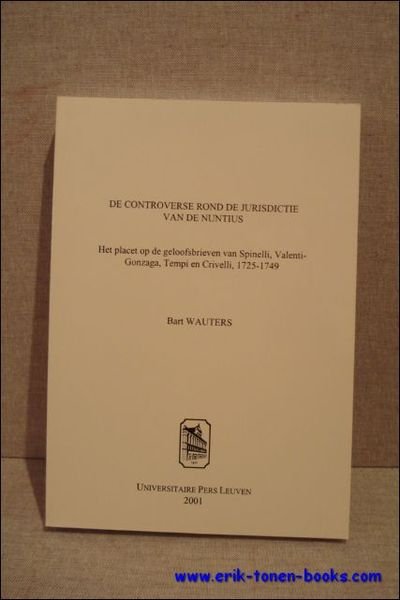 DE CONTROVERSE ROND DE JURISDICTIE
VAN DE NUNTIUS
Het placet op de geloofsbrieven van Spinelli, Valenti-
Gonzaga, Tempi en Crivelli, 1725-1749
Bart WAUTERS
UNIVERSITAIRE PERS LEUVEN
2001
www.erik-tonen-books.com